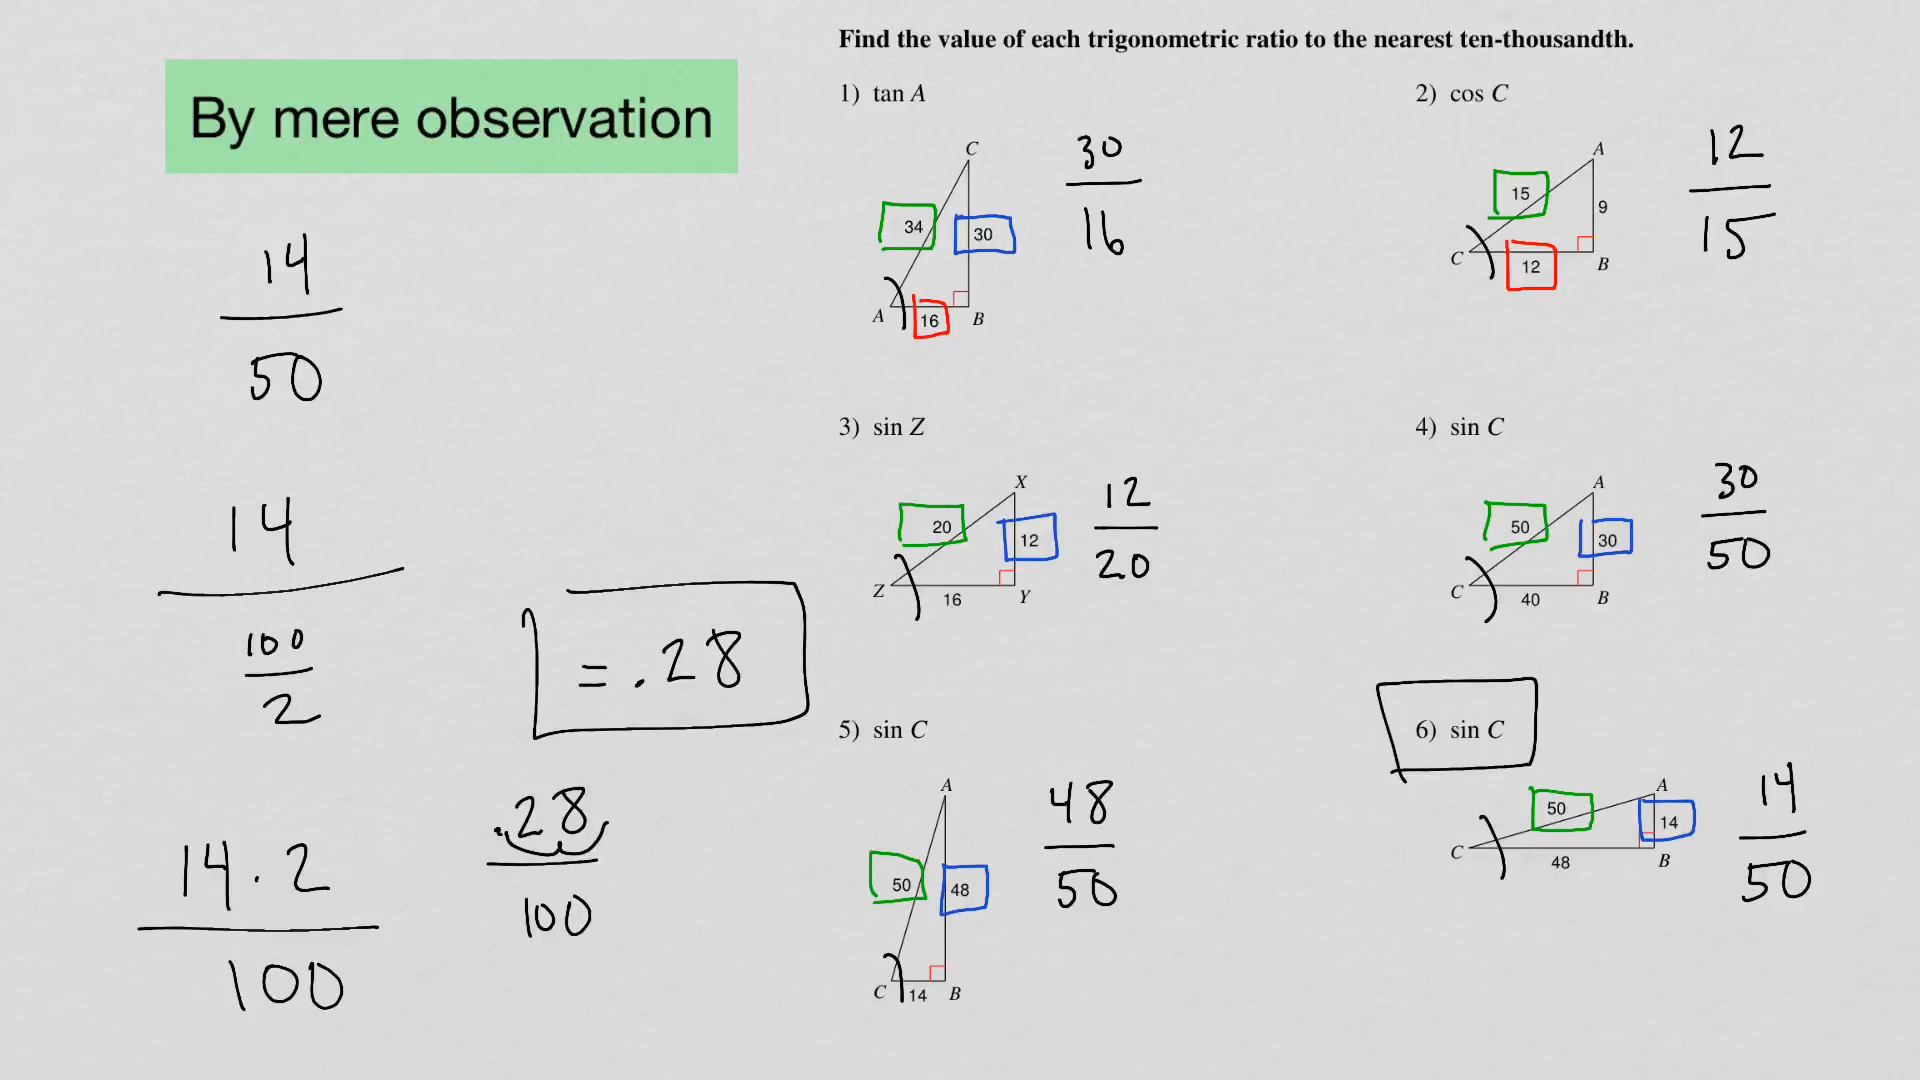 By mere observation
14
50
14
100
2
14 · 2
100
.28
100
= .28
Find the value of each trigonometric ratio to the nearest ten-thousandth.
1) tan A
C
34
30
A
16
B
30
16
2) cos C
A
15
9
C
12
B
12
15
3) sin Z
X
20
12
Z
16
Y
12
20
4) sin C
A
50
30
C
40
B
30
50
5) sin C
A
50
48
C
14
B
48
50
6) sin C
A
50
14
C
48
B
14
50